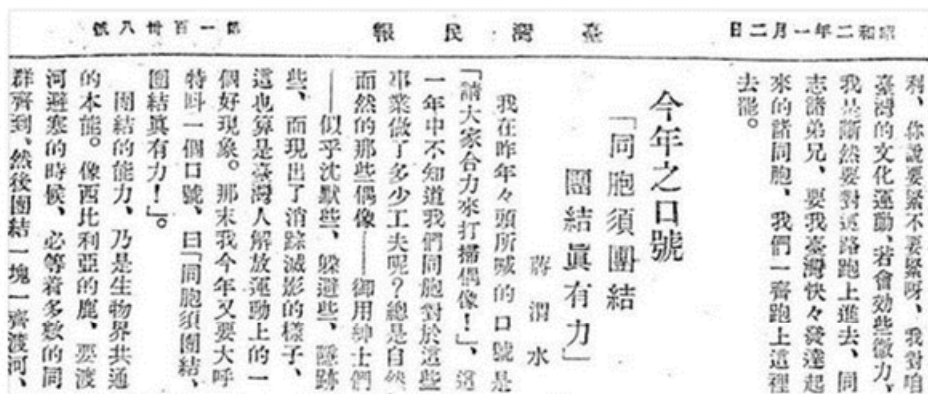 昭和二年一月二日
臺灣民報
第一百卅八號
利、你說要緊不要緊呀、我對咱
臺灣的文化運動、若會効些微力、
我是斷然要對這路跑上進去、同
志諸弟兄、要我臺灣快々發達起
來的諸同胞、我們一齊跑上這裡
去罷。
今年之口號
「同胞須團結
團結眞有力」
蔣渭水
我在昨年々頭所喊的口號是
「請大家合力來打掃偶像！」、這
一年中不知道我們同胞對於這些
事業做了多少工夫呢？總是自然
而然的那些偶像——御用紳士們
——似乎沈默些、躲避些、隱跡
些、而現出了消踪滅影的樣子、
這也算是臺灣人解放運動上的一
個好現象。那末我今年又要大呼
特呌一個口號、曰「同胞須團結、
團結眞有力！」。
團結的能力、乃是生物界共通
的本能。像西比利亞的鹿、要渡
河避寒的時候、必等着多數的同
群齊到、然後團結一塊一齊渡河、